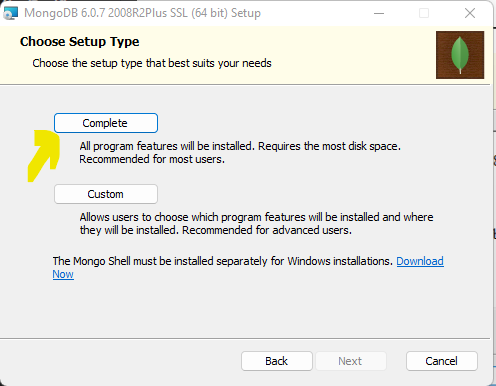 MongoDB 6.0.7 2008R2Plus SSL (64 bit) Setup
Choose Setup Type
Choose the setup type that best suits your needs
Complete
All program features will be installed. Requires the most disk space.
Recommended for most users.
Custom
Allows users to choose which program features will be installed and where
they will be installed. Recommended for advanced users.
The Mongo Shell must be installed separately for Windows installations. Download
Now
Back Next Cancel